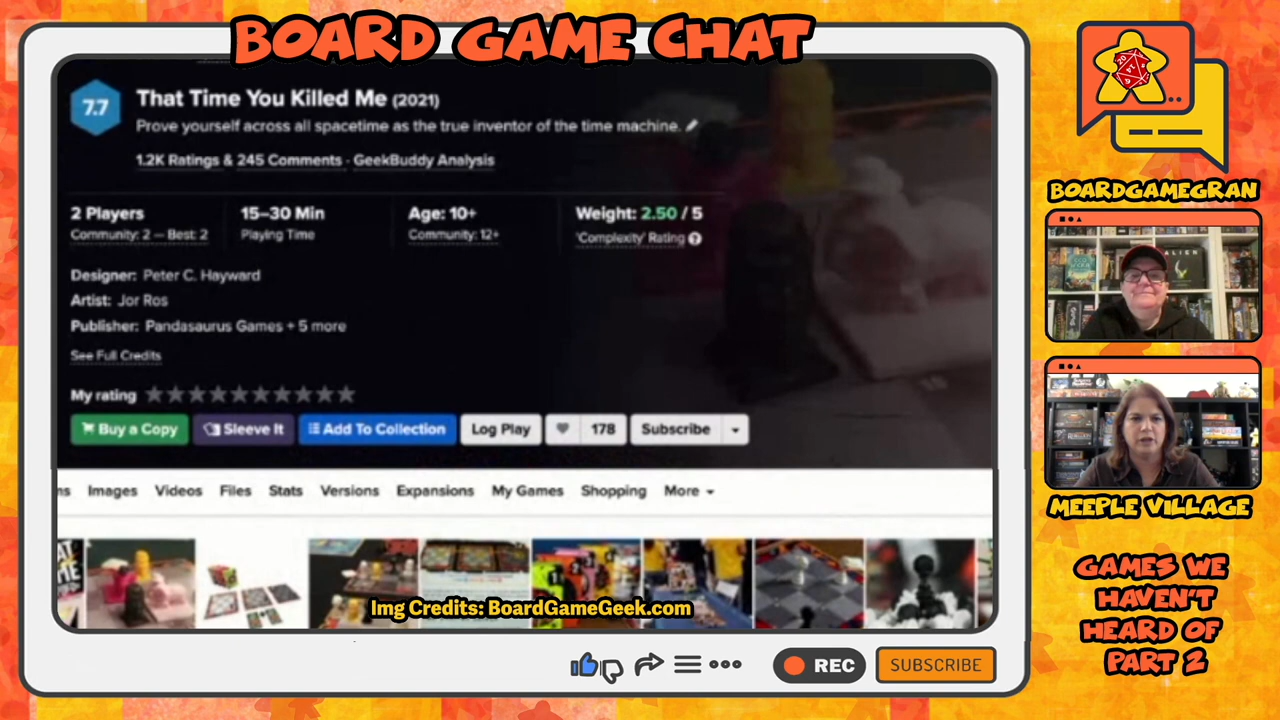 BOARD GAME CHAT
7.7
That Time You Killed Me (2021)
Prove yourself across all spacetime as the true inventor of the time machine.
1.2K Ratings & 245 Comments · GeekBuddy Analysis
2 Players
Community: 2 — Best: 2
15–30 Min
Playing Time
Age: 10+
Community: 12+
Weight: 2.50 / 5
'Complexity' Rating
Designer: Peter C. Hayward
Artist: Jor Ros
Publisher: Pandasaurus Games + 5 more
See Full Credits
My rating
Buy a Copy
Sleeve It
Add To Collection
Log Play
178
Subscribe
ns Images Videos Files Stats Versions Expansions My Games Shopping More
Img Credits: BoardGameGeek.com
REC
SUBSCRIBE
BOARDGAMEGRAN
ALIEN
MEEPLE VILLAGE
GAMES WE
HAVEN'T
HEARD OF
PART 2